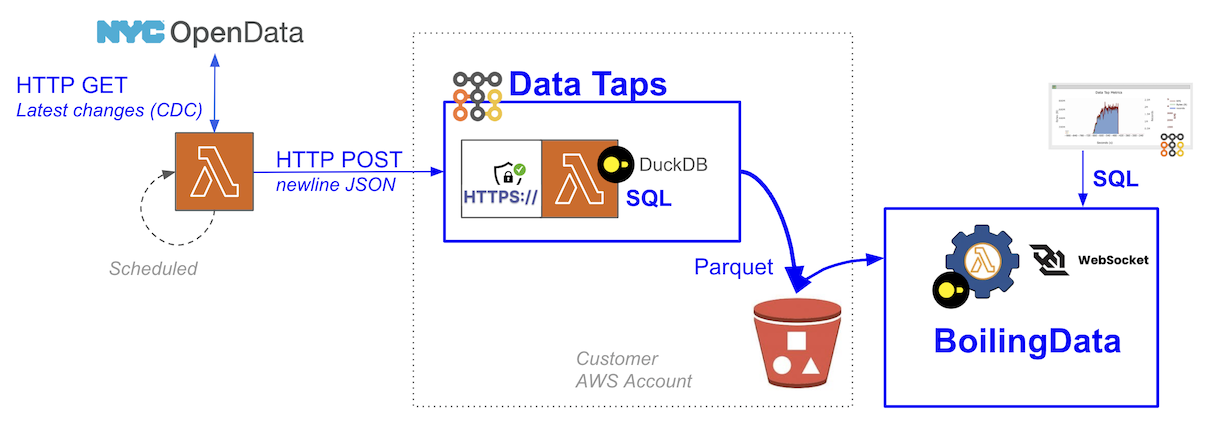 NYC OpenData
HTTP GET
Latest changes (CDC)
HTTP POST
newline JSON
Scheduled
Data Taps
HTTPS://
DuckDB
SQL
Parquet
Customer
AWS Account
Data Tap Metrics
SQL
WebSocket
BoilingData